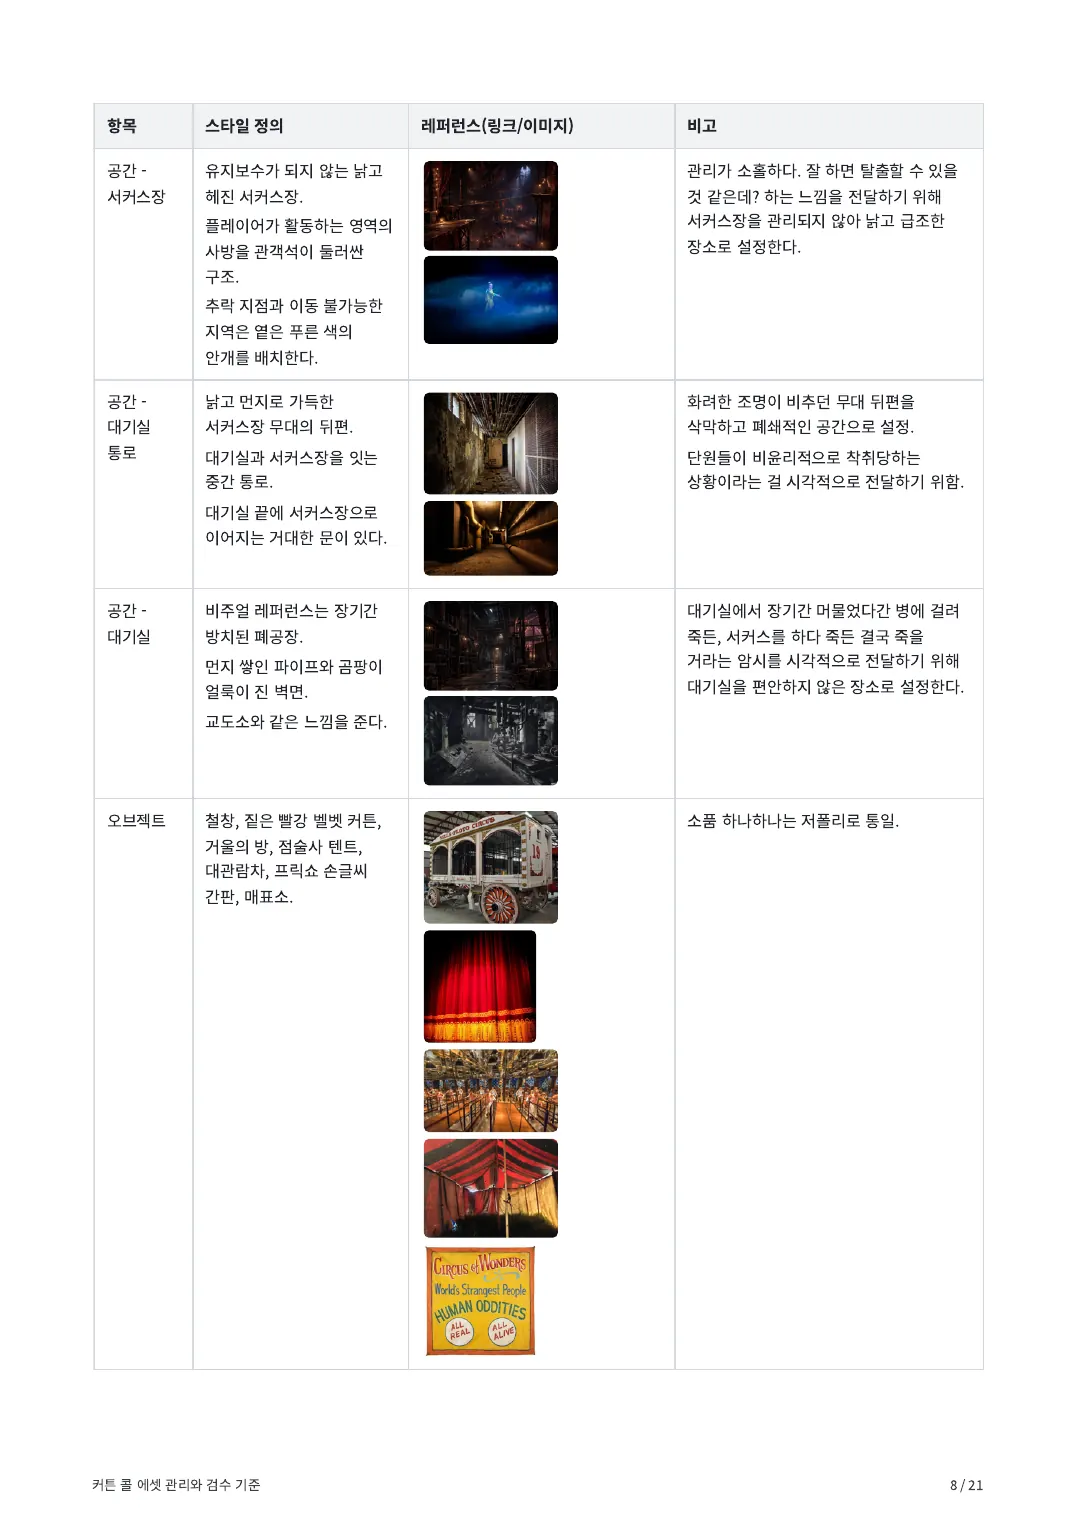 항목
스타일 정의
레퍼런스(링크/이미지)
비고
공간 -
서커스장
유지보수가 되지 않는 낡고
헤진 서커스장.
플레이어가 활동하는 영역의
사방을 관객석이 둘러싼
구조.
추락 지점과 이동 불가능한
지역은 옅은 푸른 색의
안개를 배치한다.
관리가 소홀하다. 잘 하면 탈출할 수 있을
것 같은데? 하는 느낌을 전달하기 위해
서커스장을 관리되지 않아 낡고 급조한
장소로 설정한다.
공간 -
대기실
통로
낡고 먼지로 가득한
서커스장 무대의 뒤편.
대기실과 서커스장을 잇는
중간 통로.
대기실 끝에 서커스장으로
이어지는 거대한 문이 있다.
화려한 조명이 비추던 무대 뒤편을
삭막하고 폐쇄적인 공간으로 설정.
단원들이 비윤리적으로 착취당하는
상황이라는 걸 시각적으로 전달하기 위함.
공간 -
대기실
비주얼 레퍼런스는 장기간
방치된 폐공장.
먼지 쌓인 파이프와 곰팡이
얼룩이 진 벽면.
교도소와 같은 느낌을 준다.
대기실에서 장기간 머물었다간 병에 걸려
죽든, 서커스를 하다 죽든 결국 죽을
거라는 암시를 시각적으로 전달하기 위해
대기실을 편안하지 않은 장소로 설정한다.
오브젝트
철창, 짙은 빨강 벨벳 커튼,
거울의 방, 점술사 텐트,
대관람차, 프릭쇼 손글씨
간판, 매표소.
CIRCUS
18
CIRCUS of WONDERS
World's Strangest People
HUMAN ODDITIES
ALL
REAL
ALL
ALIVE
소품 하나하나는 저폴리로 통일.
커튼 콜 에셋 관리와 검수 기준
8 / 21